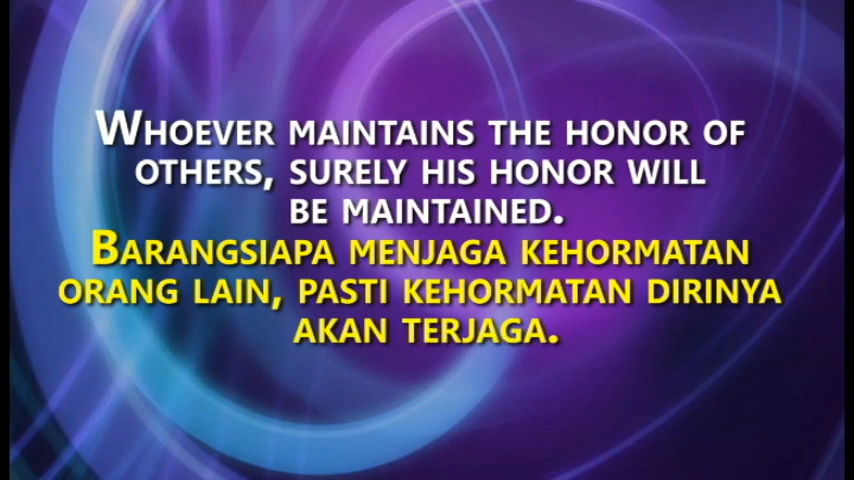 WHOEVER MAINTAINS THE HONOR OF
OTHERS, SURELY HIS HONOR WILL
BE MAINTAINED.
BARANGSIAPA MENJAGA KEHORMATAN
ORANG LAIN, PASTI KEHORMATAN DIRINYA
AKAN TERJAGA.